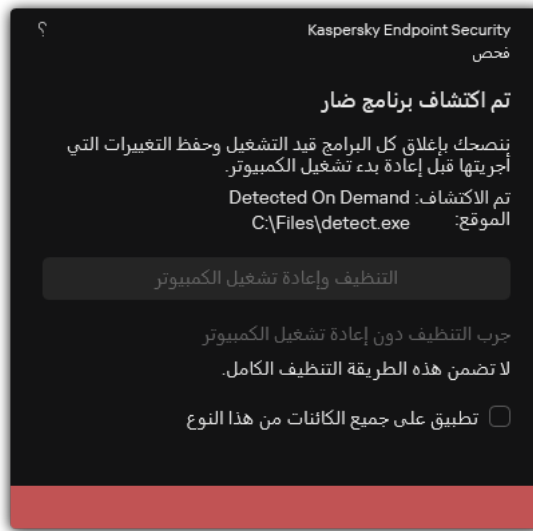 ؟
Kaspersky Endpoint Security
فحص
تم اكتشاف برنامج ضار
ننصحك بإغلاق كل البرامج قيد التشغيل وحفظ التغييرات التي
أجريتها قبل إعادة بدء تشغيل الكمبيوتر.
تم الاكتشاف: Detected On Demand
الموقع: C:\Files\detect.exe
التنظيف وإعادة تشغيل الكمبيوتر
جرب التنظيف دون إعادة تشغيل الكمبيوتر
لا تضمن هذه الطريقة التنظيف الكامل.
تطبيق على جميع الكائنات من هذا النوع